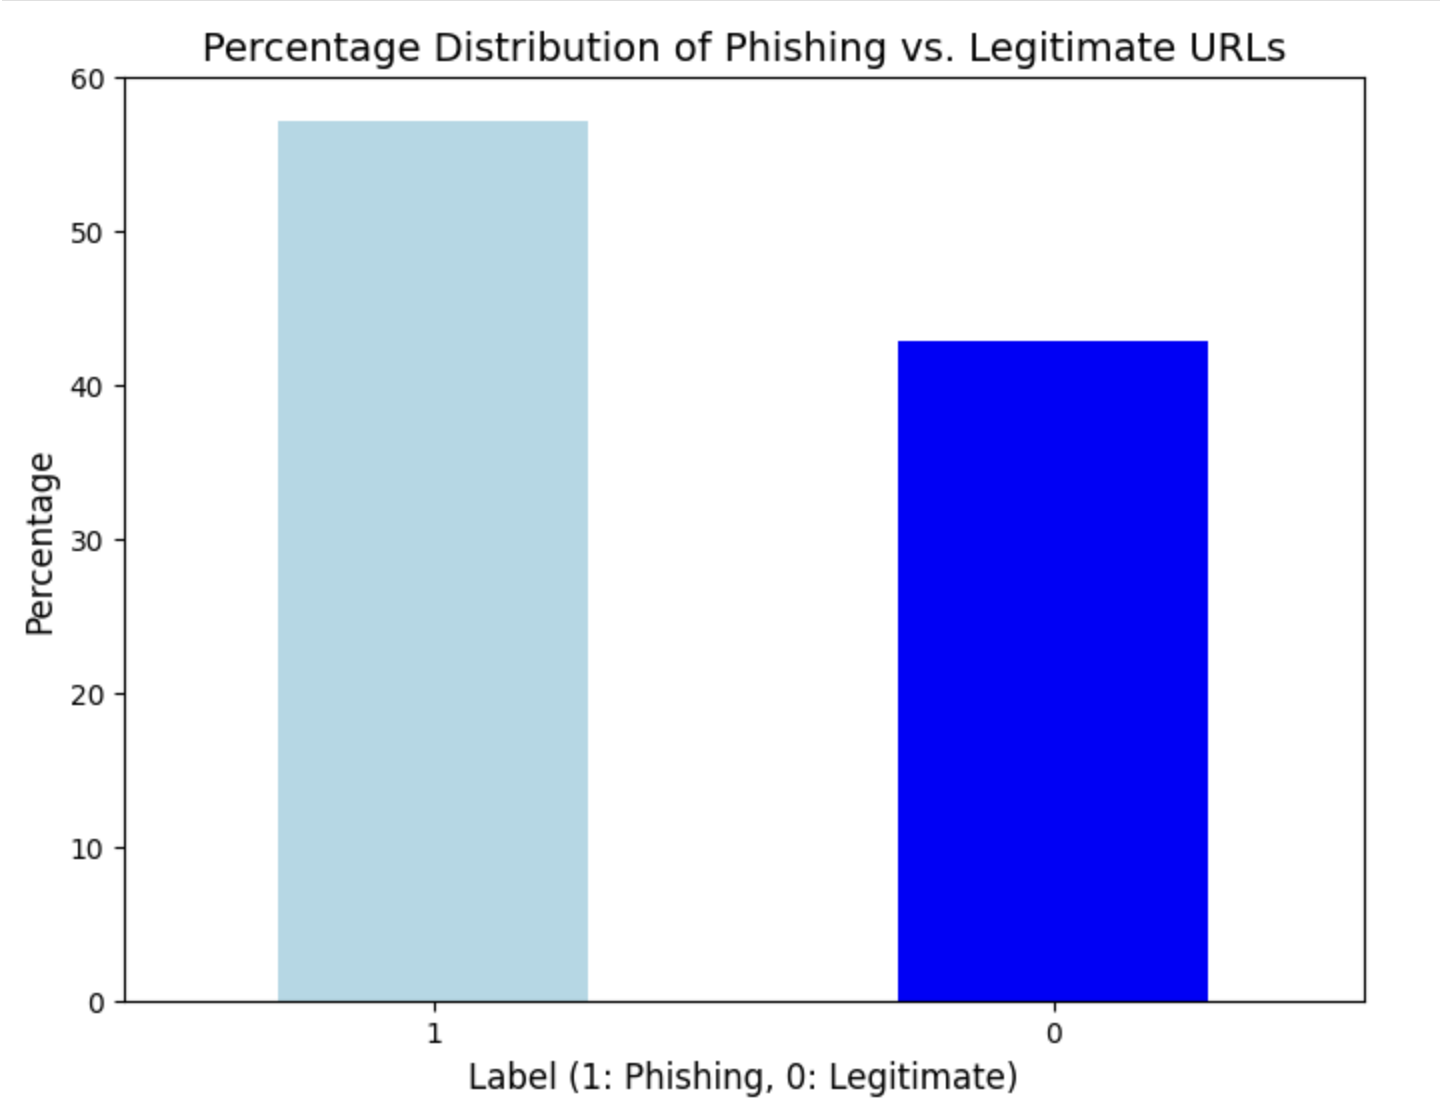 Percentage Distribution of Phishing vs. Legitimate URLs
60
50
40
30
20
10
0
Percentage
1 0
Label (1: Phishing, 0: Legitimate)